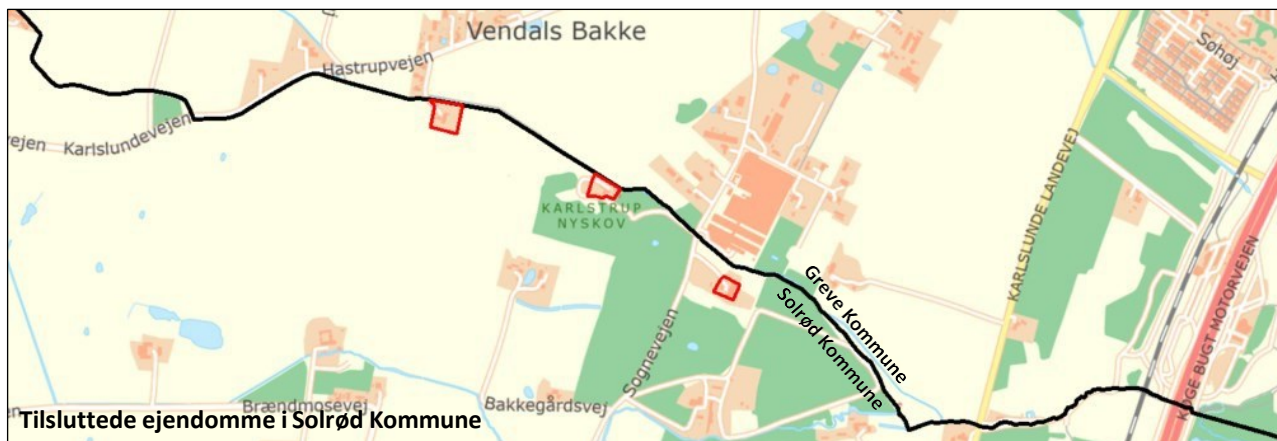 Vendals Bakke
Søhøj
Hastrupvejen
vejen
Karlslundevejen
KARLSTRUP
NYSKOV
KARLSLUNDE LANDEVEJ
KØGE BUGT MOTORVEJEN
Greve Kommune
Solrød Kommune
Sognevejen
Brændmosevej
Bakkegårdsvej
Tilsluttede ejendomme i Solrød Kommune